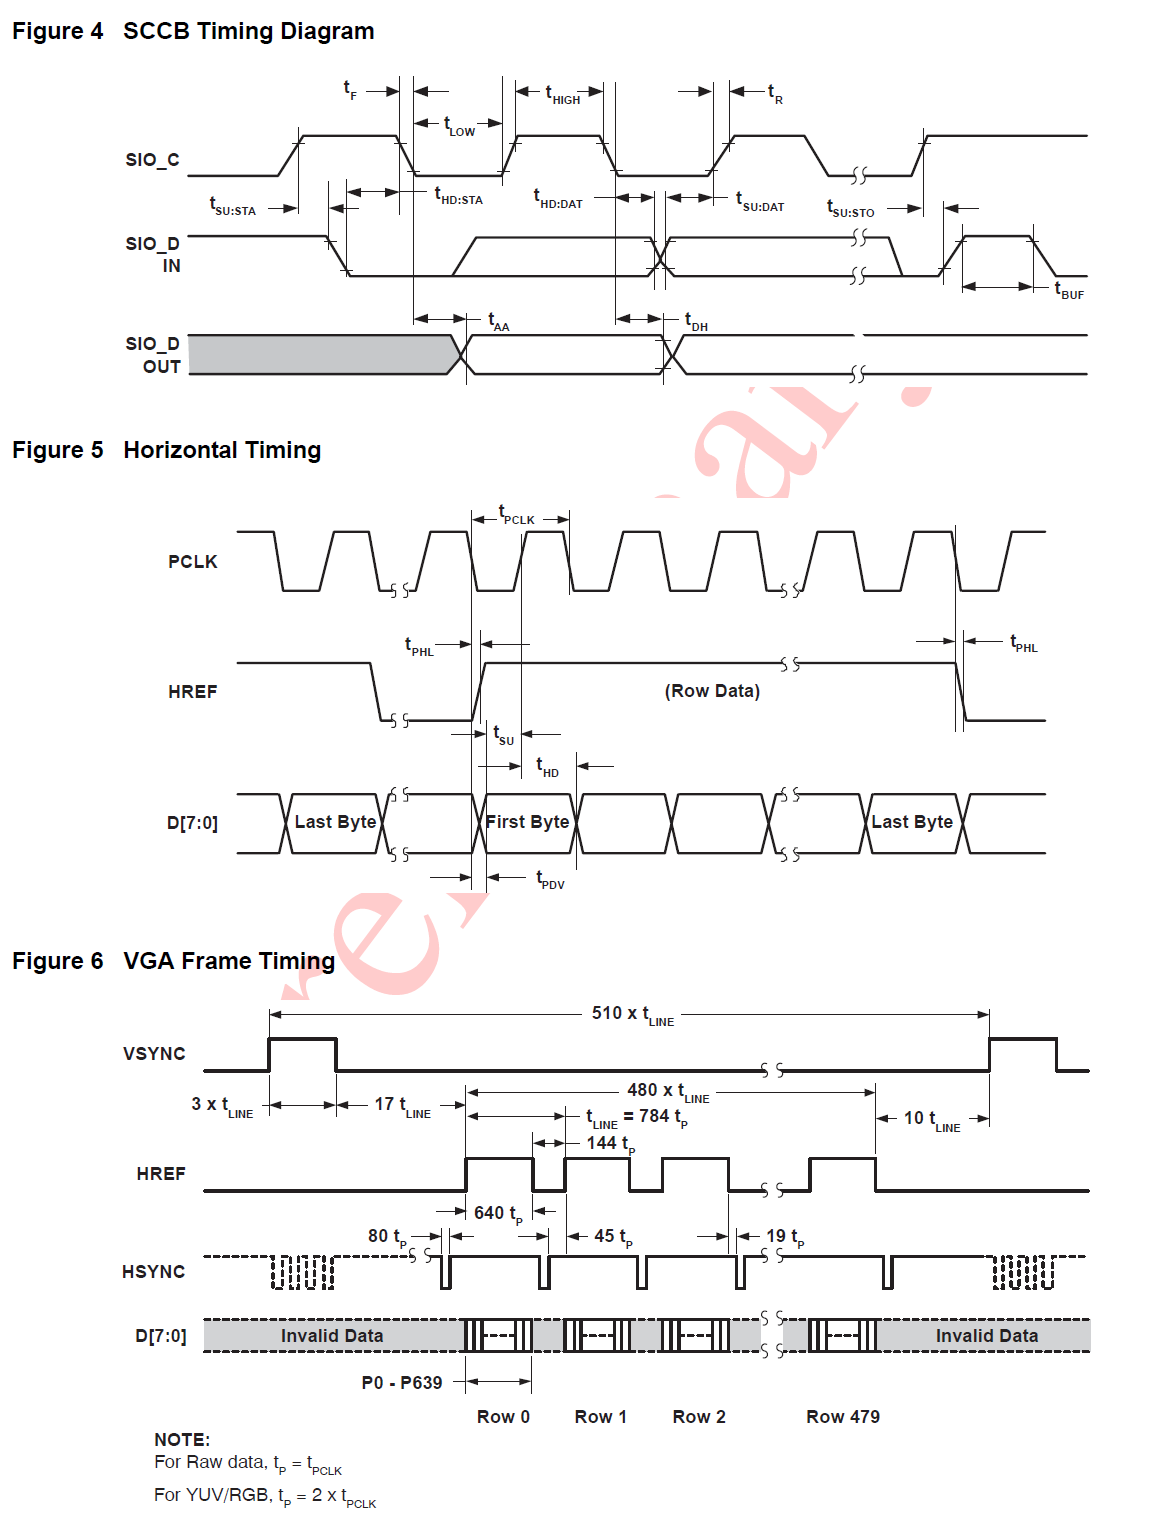 Figure 4 SCCB Timing Diagram
tF
tHIGH
tR
tLOW
SIO_C
tSU:STA
tHD:STA
tHD:DAT
tSU:DAT
tSU:STO
SIO_D
IN
tBUF
tAA
tDH
SIO_D
OUT
Figure 5 Horizontal Timing
tPCLK
PCLK
tPHL
tPHL
HREF
(Row Data)
tSU
tHD
D[7:0]
Last Byte
First Byte
Last Byte
tPDV
Figure 6 VGA Frame Timing
510 x tLINE
VSYNC
480 x tLINE
3 x tLINE
17 tLINE
tLINE = 784 tP
10 tLINE
144 tP
HREF
640 tP
80 tP
45 tP
19 tP
HSYNC
D[7:0]
Invalid Data
Invalid Data
P0 - P639
Row 0
Row 1
Row 2
Row 479
NOTE:
For Raw data, tP = tPCLK
For YUV/RGB, tP = 2 x tPCLK